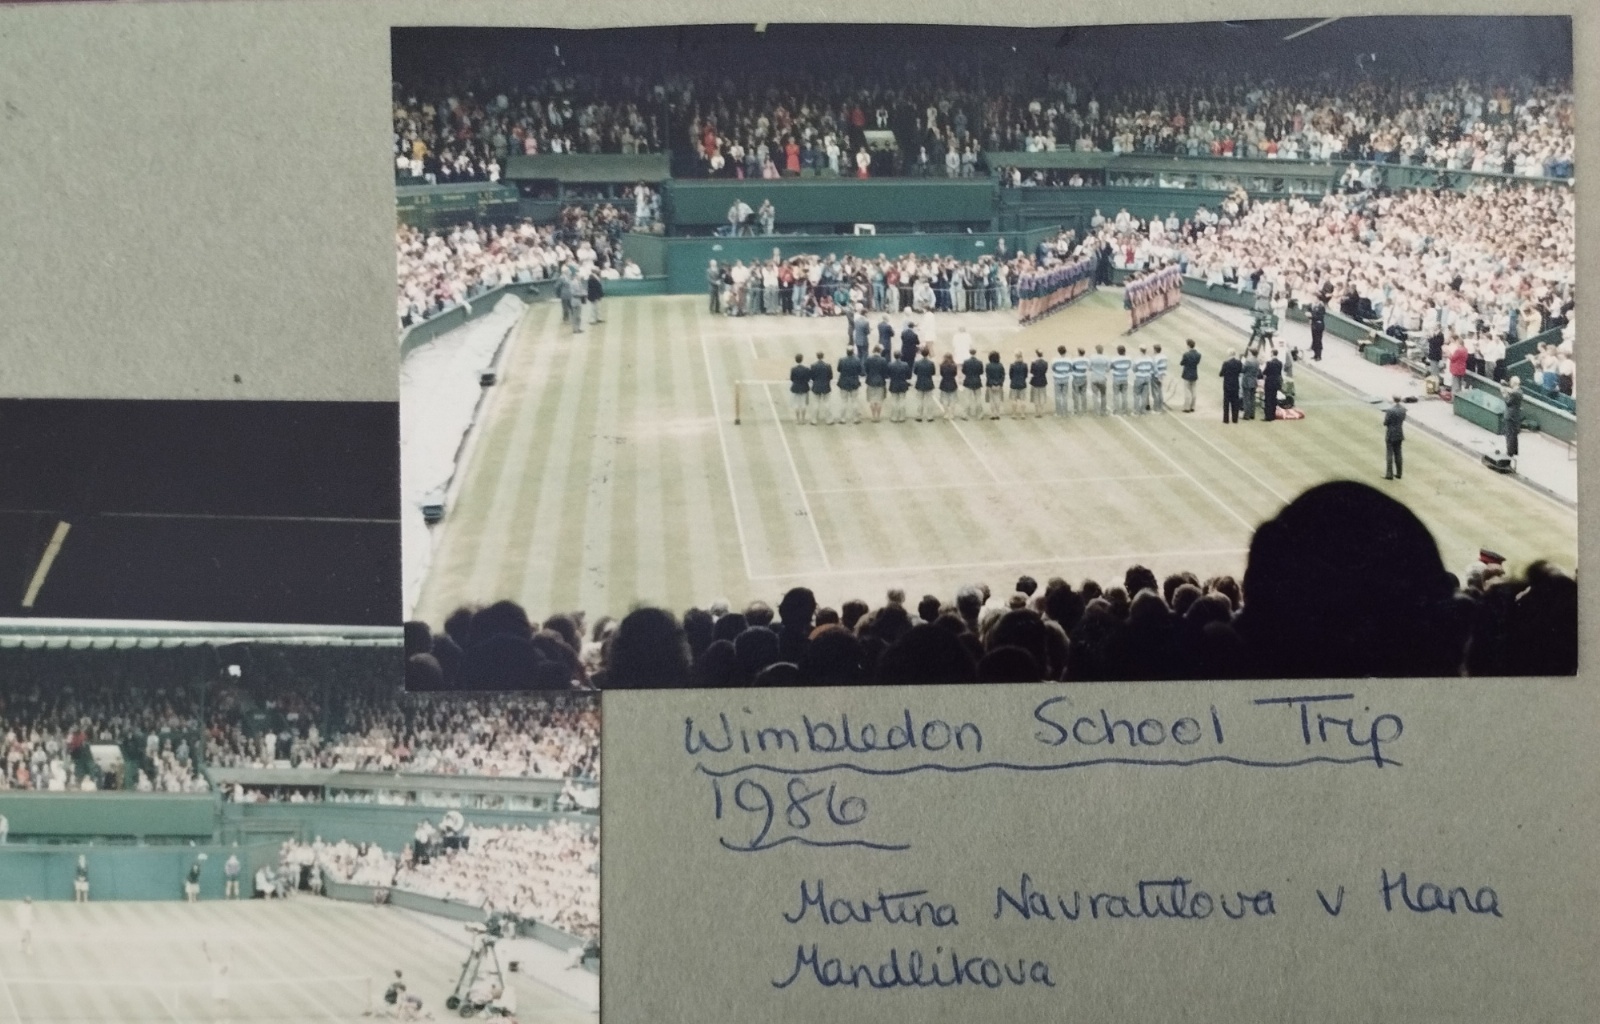 Wimbledon School Trip
1986
Martina Navratilova v Hana
Mandlikova